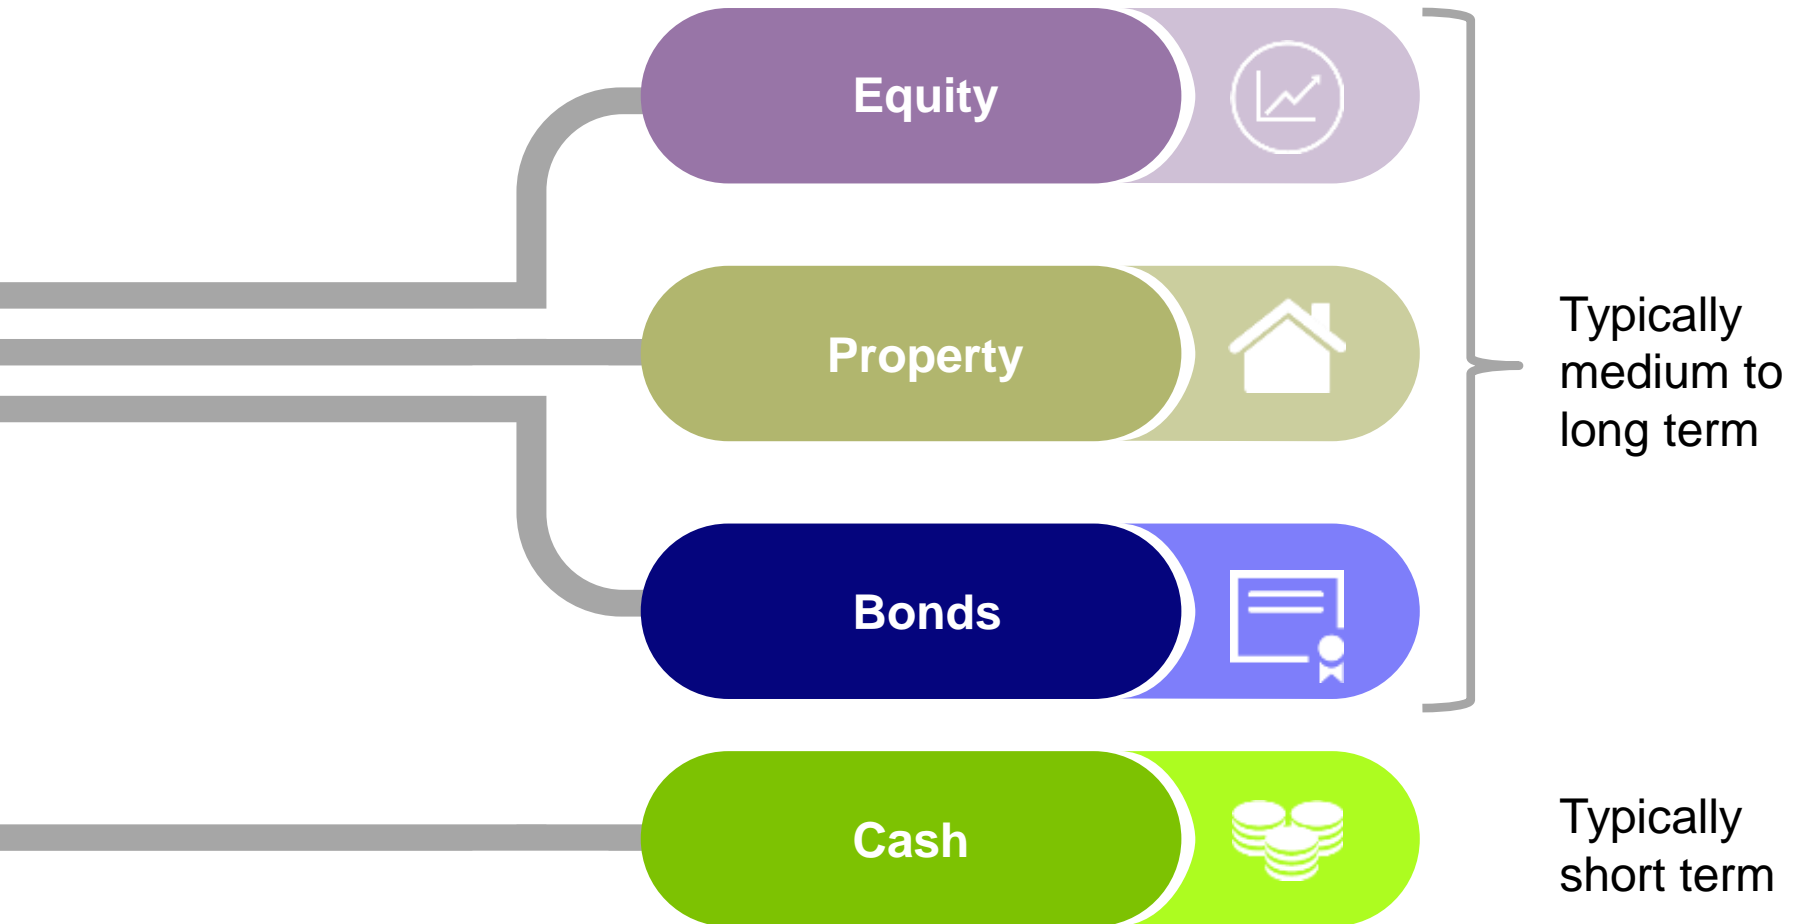 Equity
Property
Typically
medium to
long term
Bonds
Cash
Typically
short term